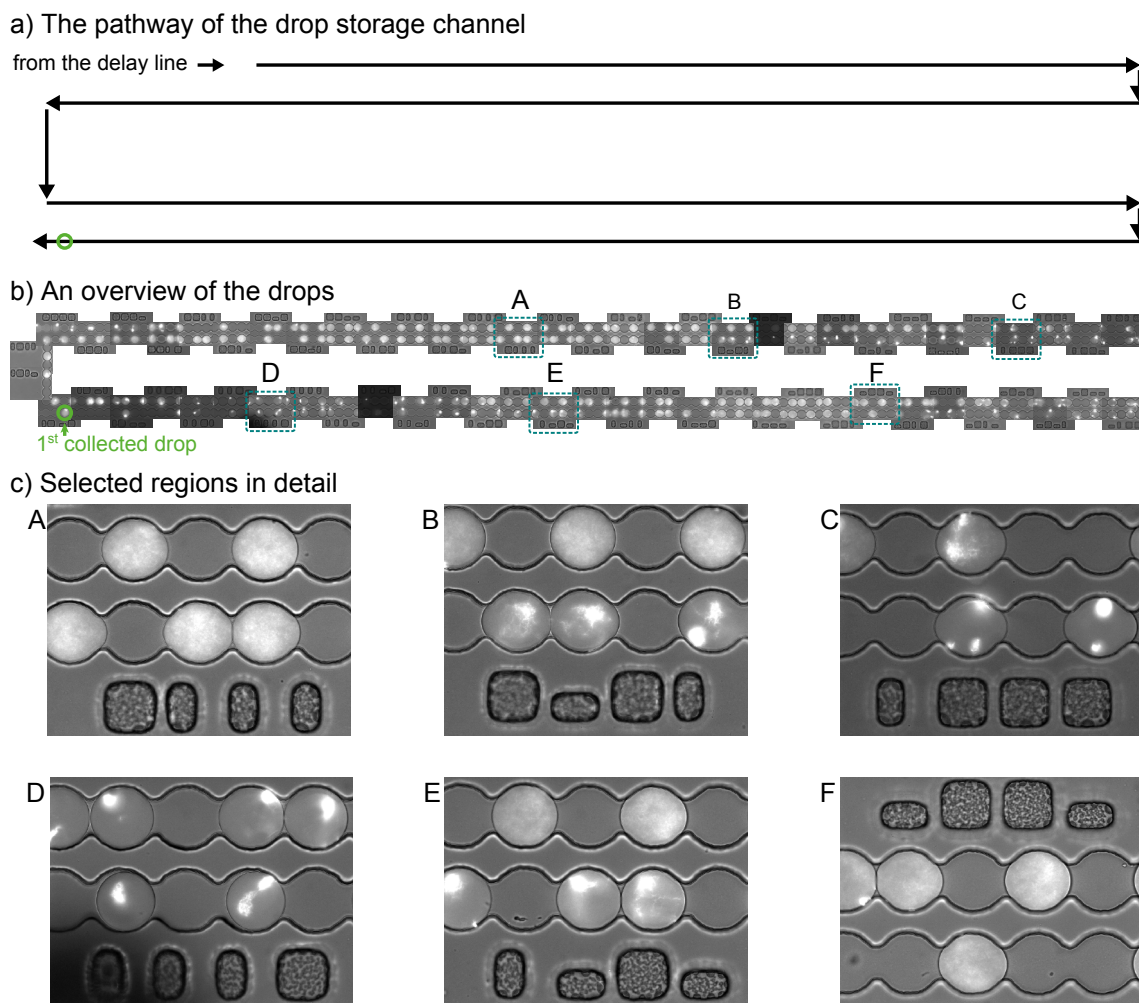 a) The pathway of the drop storage channel
from the delay line
b) An overview of the drops
A
B
C
D
E
F
1st collected drop
c) Selected regions in detail
A
B
C
D
E
F